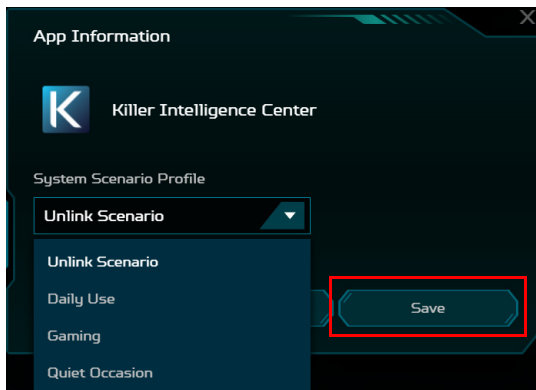 App Information
K
Killer Intelligence Center
System Scenario Profile
Unlink Scenario
Unlink Scenario
Daily Use
Save
Gaming
Quiet Occasion